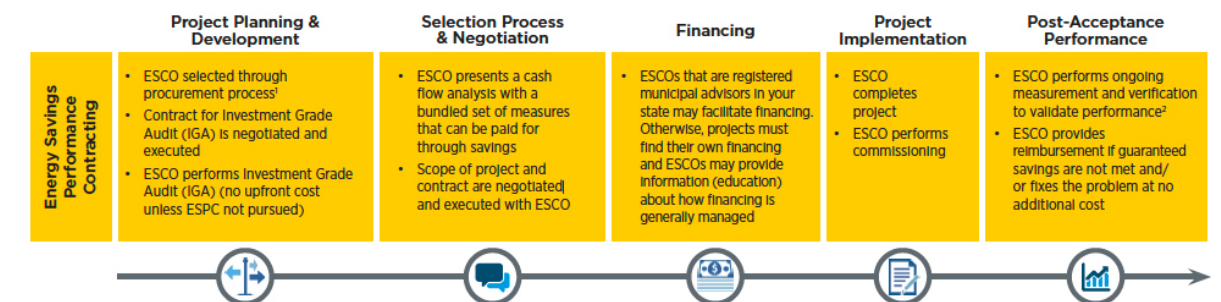 Project Planning &
Development
Selection Process
& Negotiation
Financing
Project
Implementation
Post-Acceptance
Performance
Energy Savings
Performance
Contracting
• ESCO selected through
procurement process¹
• Contract for Investment Grade
Audit (IGA) is negotiated and
executed
• ESCO performs Investment Grade
Audit (IGA) (no upfront cost
unless ESPC not pursued)
• ESCO presents a cash
flow analysis with a
bundled set of measures
that can be paid for
through savings
• Scope of project and
contract are negotiated
and executed with ESCO
• ESCOs that are registered
municipal advisors in your
state may facilitate financing.
Otherwise, projects must
find their own financing
and ESCOs may provide
information (education)
about how financing is
generally managed
• ESCO
completes
project
• ESCO performs
commissioning
• ESCO performs ongoing
measurement and verification
to validate performance²
• ESCO provides
reimbursement if guaranteed
savings are not met and/
or fixes the problem at no
additional cost
$